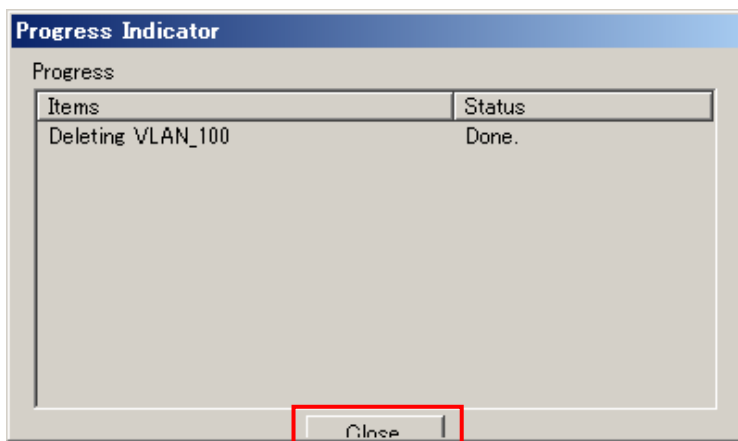 Progress Indicator
Progress
Items Status
Deleting VLAN_100 Done.
Close